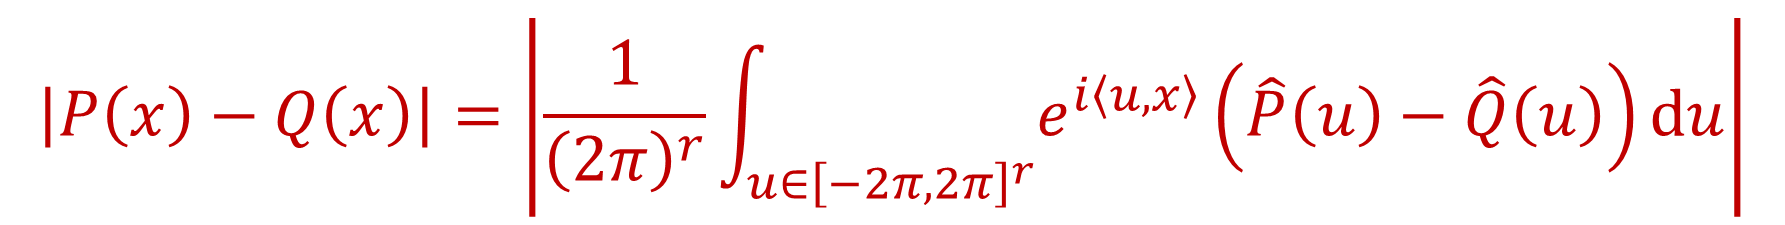 |P(x) − Q(x)| = |1/(2π)^r ∫_{u∈[−2π,2π]^r} e^{i⟨u,x⟩} (P̂(u) − Q̂(u)) du|